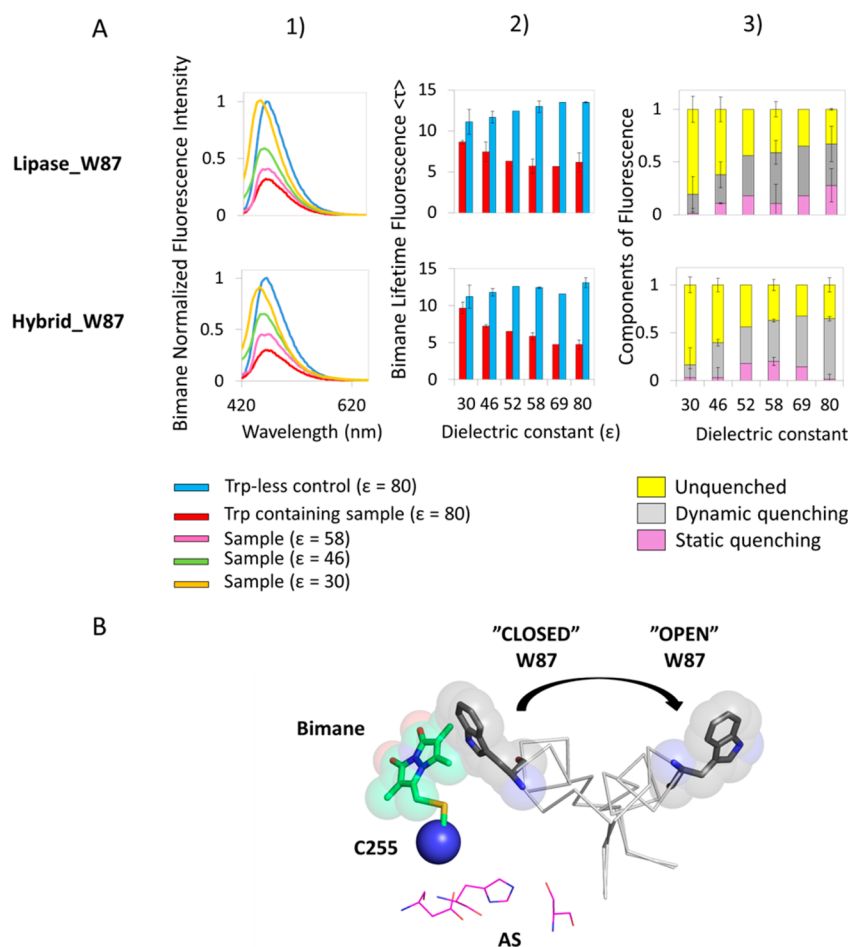 A
1)
2)
3)
Lipase_W87
Hybrid_W87
Bimane Normalized Fluorescence Intensity
1
0.5
0
1
0.5
0
420
620
Wavelength (nm)
Bimane Lifetime Fluorescence <τ>
15
10
5
0
15
10
5
0
30 46 52 58 69 80
Dielectric constant (ε)
Components of Fluorescence
1
0.5
0
1
0.5
0
30 46 52 58 69 80
Dielectric constant
Trp-less control (ε = 80)
Trp containing sample (ε = 80)
Sample (ε = 58)
Sample (ε = 46)
Sample (ε = 30)
Unquenched
Dynamic quenching
Static quenching
B
”CLOSED”
W87
”OPEN”
W87
Bimane
C255
AS